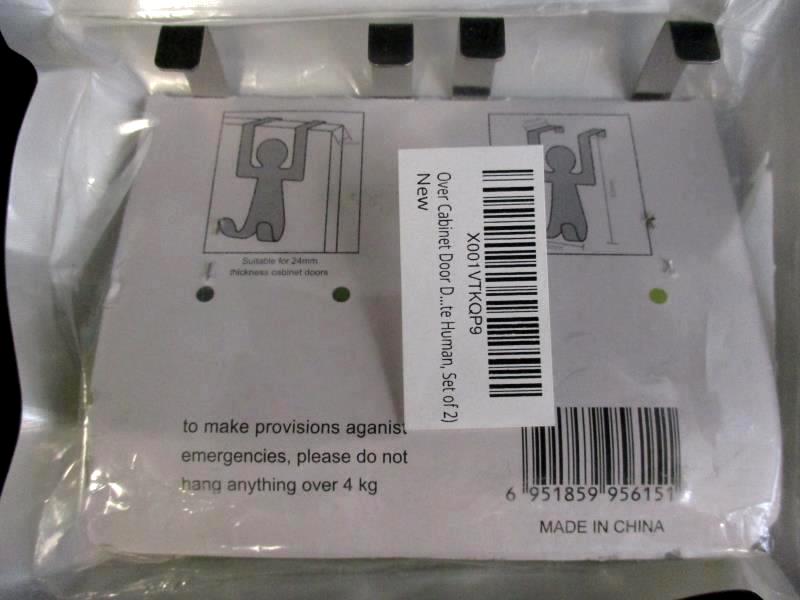 Suitable for 24mm
thickness cabinet doors
X001VTKQP9
Over Cabinet Door D...te Human, Set of 2)
New
to make provisions aganist
emergencies, please do not
hang anything over 4 kg
6 951859 956151
MADE IN CHINA